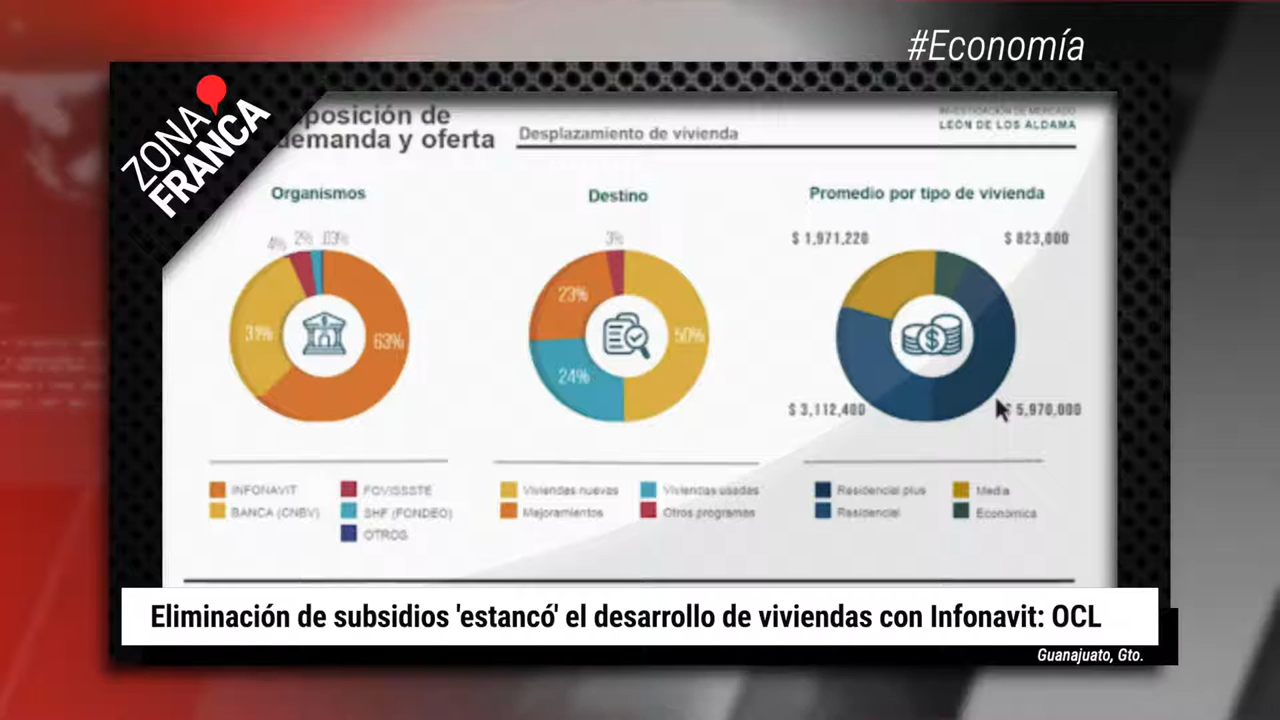 #Economía
ZONA
FRANCA
posición de
demanda y oferta
Desplazamiento de vivienda
INVESTIGACIÓN DE MERCADO
LEÓN DE LOS ALDAMA
Organismos
Destino
Promedio por tipo de vivienda
4% 2% .03%
31%
63%
3%
23%
50%
24%
$ 1,971,220
$ 823,000
$ 3,112,400
$ 5,970,000
INFONAVIT
FOVISSSTE
BANCA (CNBV)
SHF (FONDEO)
OTROS
Viviendas nuevas
Viviendas usadas
Mejoramientos
Otros programas
Residencial plus
Media
Residencial
Económica
Eliminación de subsidios 'estancó' el desarrollo de viviendas con Infonavit: OCL
Guanajuato, Gto.